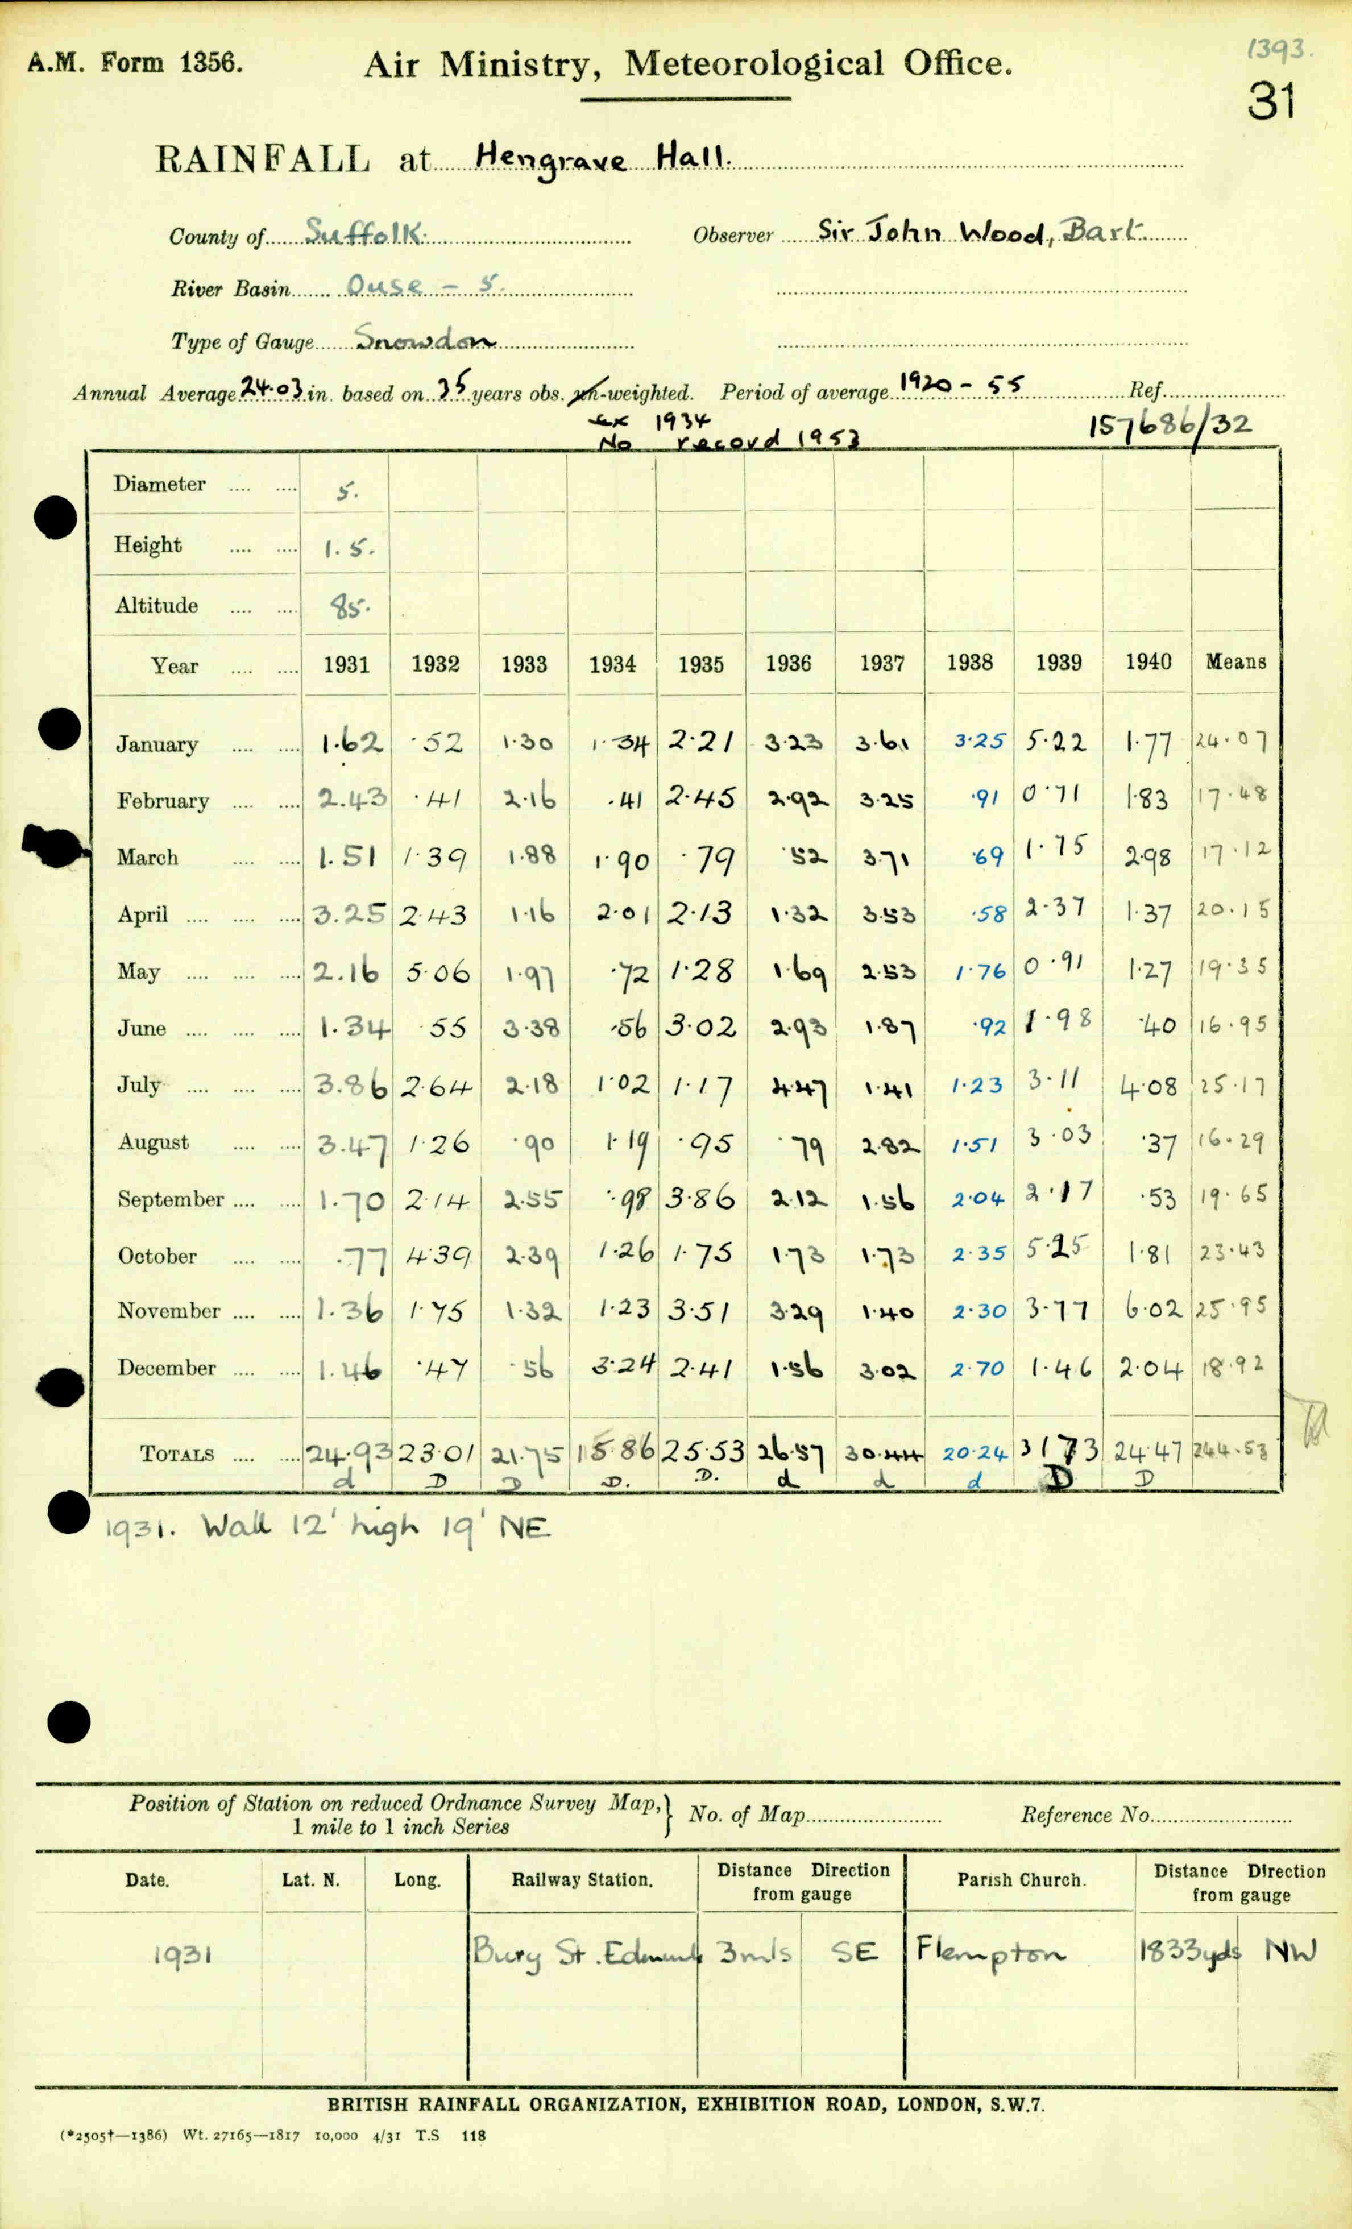 1393.
A.M. Form 1356. Air Ministry, Meteorological Office.
31
RAINFALL at Hengrave Hall.
County of Suffolk. Observer Sir John Wood, Bart.
River Basin Ouse - 5.
Type of Gauge Snowdon
Annual Average 24.03 in. based on 35 years obs. un-weighted. Period of average 1920 - 55 Ref.
ex 1934 157686/32
No record 1953
Diameter 5.
Height 1.5.
Altitude 85.
Year 1931 1932 1933 1934 1935 1936 1937 1938 1939 1940 Means
January 1.62 .52 1.30 1.34 2.21 3.23 3.61 3.25 5.22 1.77 24.07
February 2.43 .41 2.16 .41 2.45 2.92 3.25 .91 0.71 1.83 17.48
March 1.51 1.39 1.88 1.90 .79 .52 3.71 .69 1.75 2.98 17.12
April 3.25 2.43 1.16 2.01 2.13 1.32 3.53 .58 2.37 1.37 20.15
May 2.16 5.06 1.97 .72 1.28 1.69 2.53 1.76 0.91 1.27 19.35
June 1.34 .55 3.38 .56 3.02 2.93 1.87 .92 1.98 .40 16.95
July 3.86 2.64 2.18 1.02 1.17 4.47 1.41 1.23 3.11 4.08 25.17
August 3.47 1.26 .90 1.19 .95 .79 2.82 1.51 3.03 .37 16.29
September 1.70 2.14 2.55 .98 3.86 2.12 1.56 2.04 2.17 .53 19.65
October .77 4.39 2.39 1.26 1.75 1.73 1.73 2.35 5.25 1.81 23.43
November 1.36 1.75 1.32 1.23 3.51 3.29 1.40 2.30 3.77 6.02 25.95
December 1.46 .47 .56 3.24 2.41 1.56 3.02 2.70 1.46 2.04 18.92
TOTALS 24.93 23.01 21.75 15.86 25.53 26.57 30.44 20.24 31 73 24.47 244.53
d D D D. D. d d d D D
1931. Wall 12' high 19' NE
Position of Station on reduced Ordnance Survey Map, 1 mile to 1 inch Series } No. of Map Reference No.
Date. Lat. N. Long. Railway Station. Distance Direction from gauge Parish Church. Distance Direction from gauge
1931 Bury St. Edmunds 3 mls SE Flempton 1833 yds NW
BRITISH RAINFALL ORGANIZATION, EXHIBITION ROAD, LONDON, S.W.7.
(*2505†—1386) Wt. 27165—1817 10,000 4/31 T.S 118